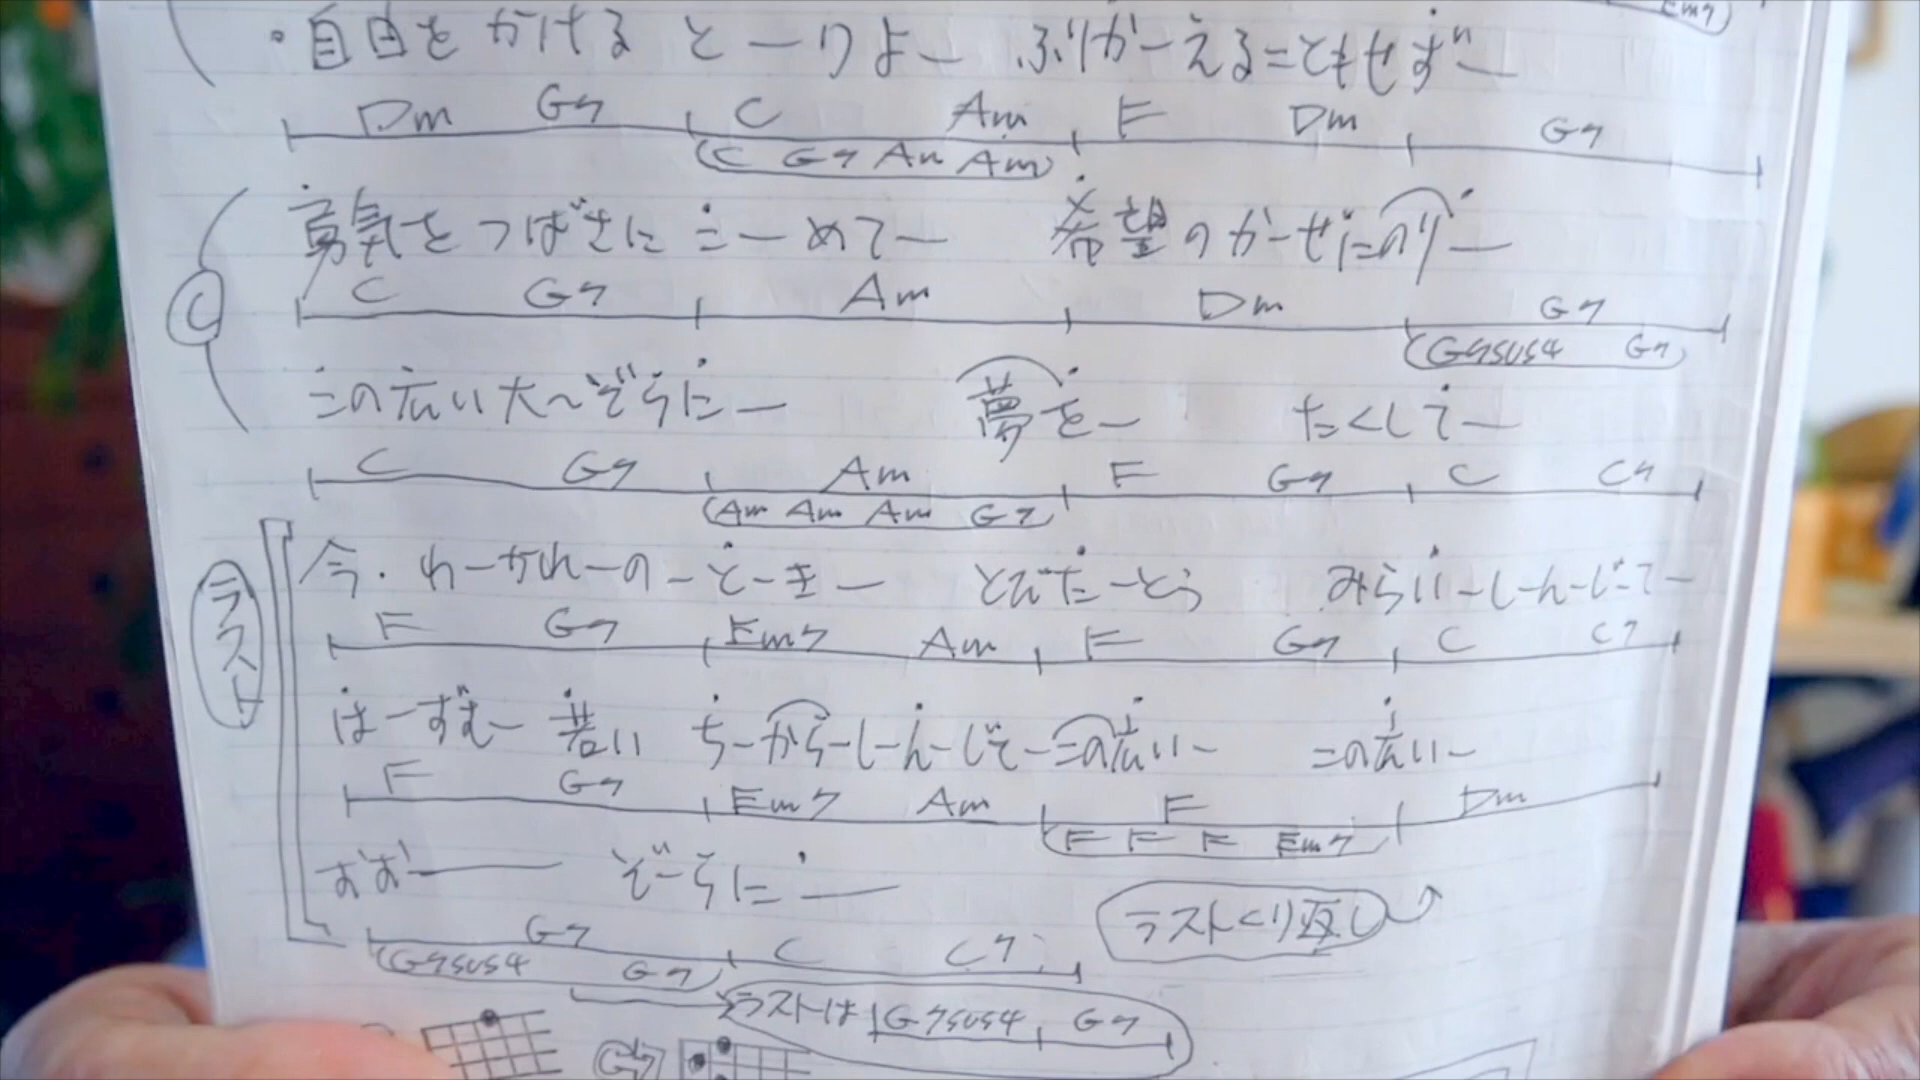 Em7)
・自由を かける とーりよー ふりかーえることもせずー
Dm G7 C Am F Dm G7
(C G7 Am Am)
勇気を つばさに こーめてー 希望のかーぜにのりー
Ⓒ
C G7 Am Dm G7
(G7sus4 G7)
この広い大〜ぞらにー 夢をー たくしてー
C G7 Am F G7 C C7
(Am Am Am G7)
ラスト
今・わーかれーのーとーきー とびたーとう みらいーしーんーじーてー
F G7 Em7 Am F G7 C C7
はーずむー 若い ちーからーしーんーじてーこの広いー この広いー
F G7 Em7 Am F Dm
(F F F Em7)
おおー ぞーらにー
ラストくり返し
G7 C C7
(G7sus4 G7)
ラストは G7sus4 G7